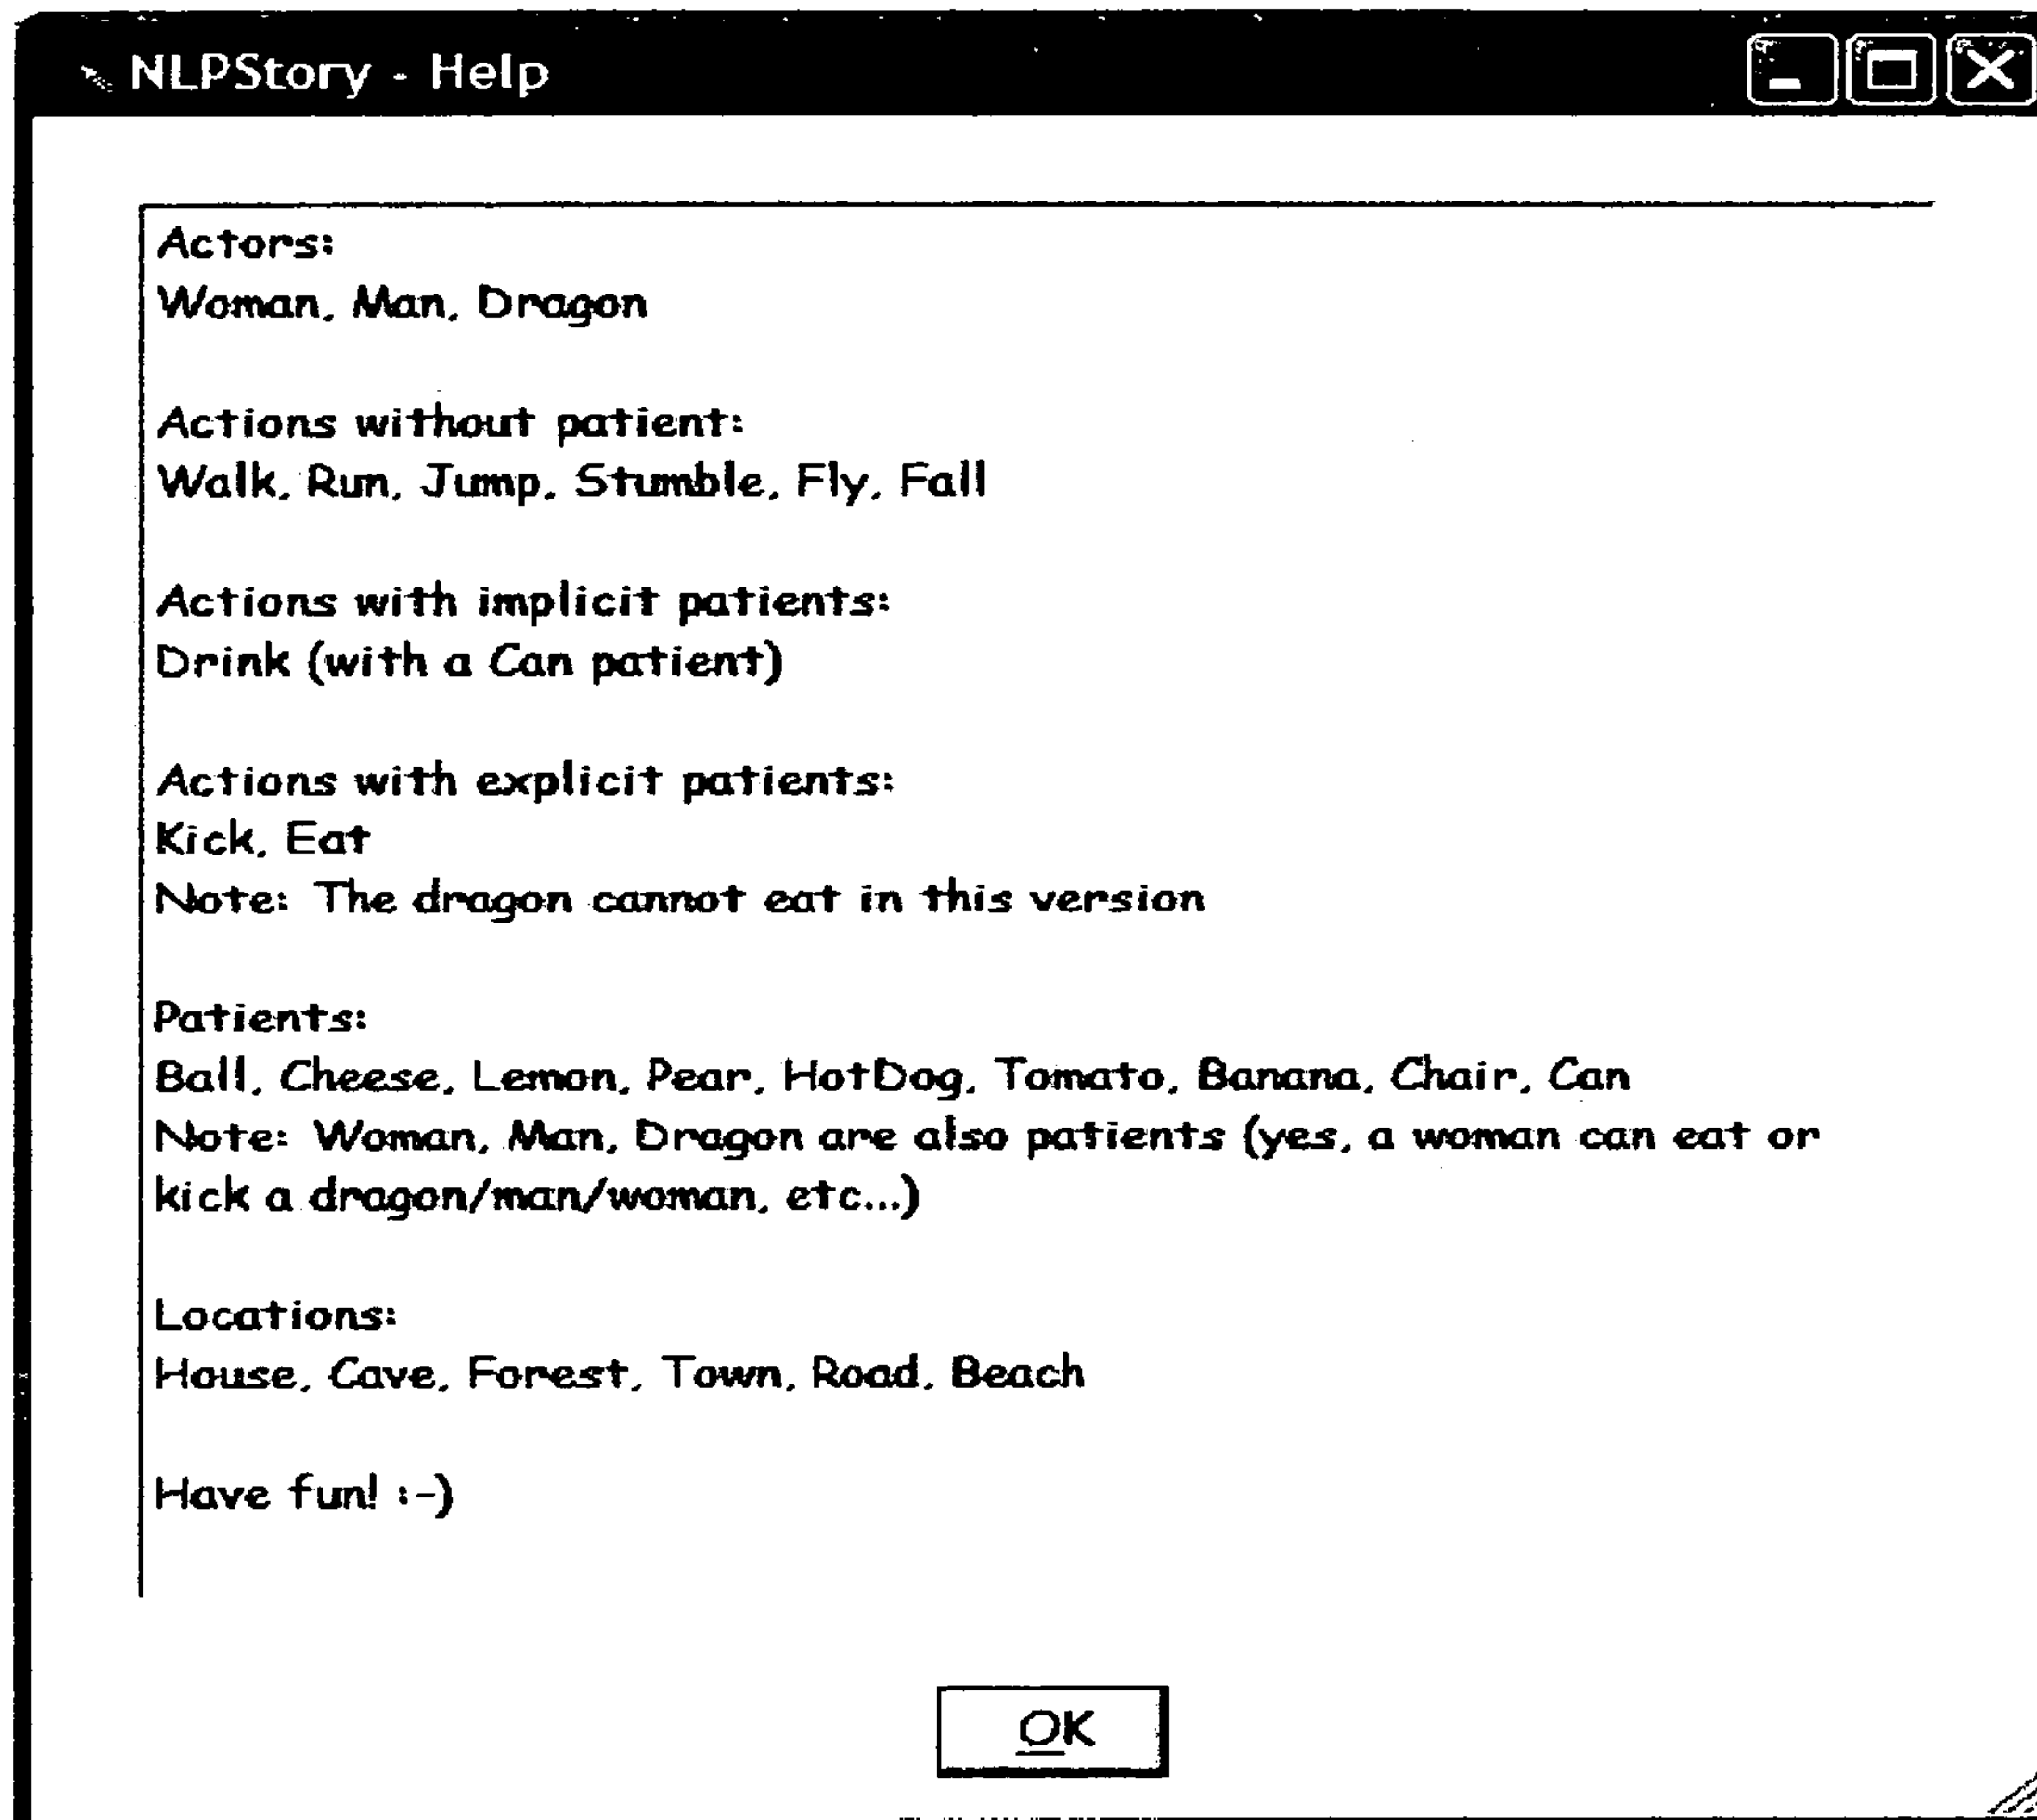 NLPStory - Help
Actors:
Woman, Man, Dragon
Actions without patient:
Walk, Run, Jump, Stumble, Fly, Fall
Actions with implicit patients:
Drink (with a Can patient)
Actions with explicit patients:
Kick, Eat
Note: The dragon cannot eat in this version
Patients:
Ball, Cheese, Lemon, Pear, HotDog, Tomato, Banana, Chair, Can
Note: Woman, Man, Dragon are also patients (yes, a woman can eat or
kick a dragon/man/woman, etc...)
Locations:
House, Cave, Forest, Town, Road, Beach
Have fun! :-)
OK